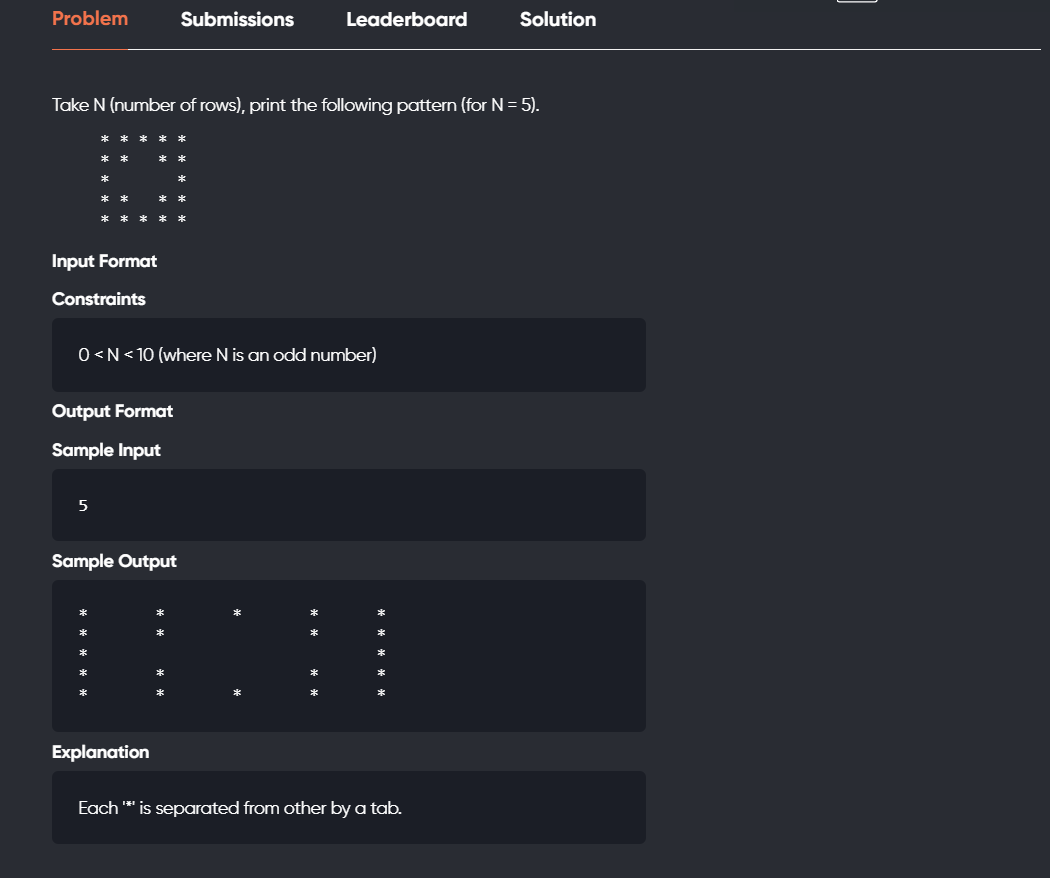 Problem Submissions Leaderboard Solution
Take N (number of rows), print the following pattern (for N = 5).
* * * * *
* *   * *
*       *
* *   * *
* * * * *
Input Format
Constraints
0 < N < 10 (where N is an odd number)
Output Format
Sample Input
5
Sample Output
*	*	*	*	*
*	*		*	*
*				*
*	*		*	*
*	*	*	*	*
Explanation
Each '*' is separated from other by a tab.